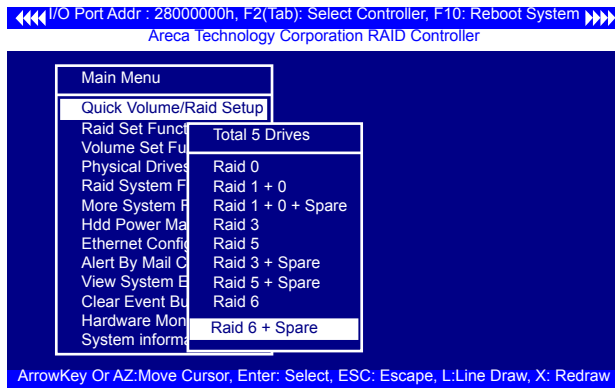 I/O Port Addr : 28000000h, F2(Tab): Select Controller, F10: Reboot System
Areca Technology Corporation RAID Controller
Main Menu
Quick Volume/Raid Setup
Raid Set Funct
Volume Set Fu
Physical Drives
Raid System F
More System F
Hdd Power Ma
Ethernet Config
Alert By Mail C
View System E
Clear Event Bu
Hardware Mon
System informa
Total 5 Drives
Raid 0
Raid 1 + 0
Raid 1 + 0 + Spare
Raid 3
Raid 5
Raid 3 + Spare
Raid 5 + Spare
Raid 6
Raid 6 + Spare
ArrowKey Or AZ:Move Cursor, Enter: Select, ESC: Escape, L:Line Draw, X: Redraw